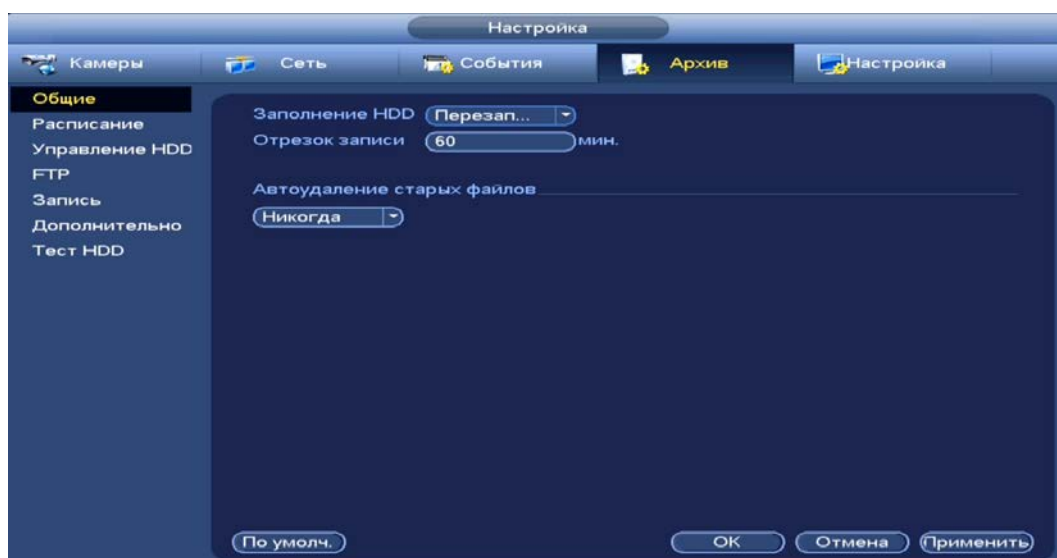 Настройка
Камеры Сеть События Архив Настройка
Общие
Расписание
Управление HDD
FTP
Запись
Дополнительно
Тест HDD
Заполнение HDD Перезап...
Отрезок записи 60 мин.
Автоудаление старых файлов
Никогда
По умолч. OK Отмена Применить